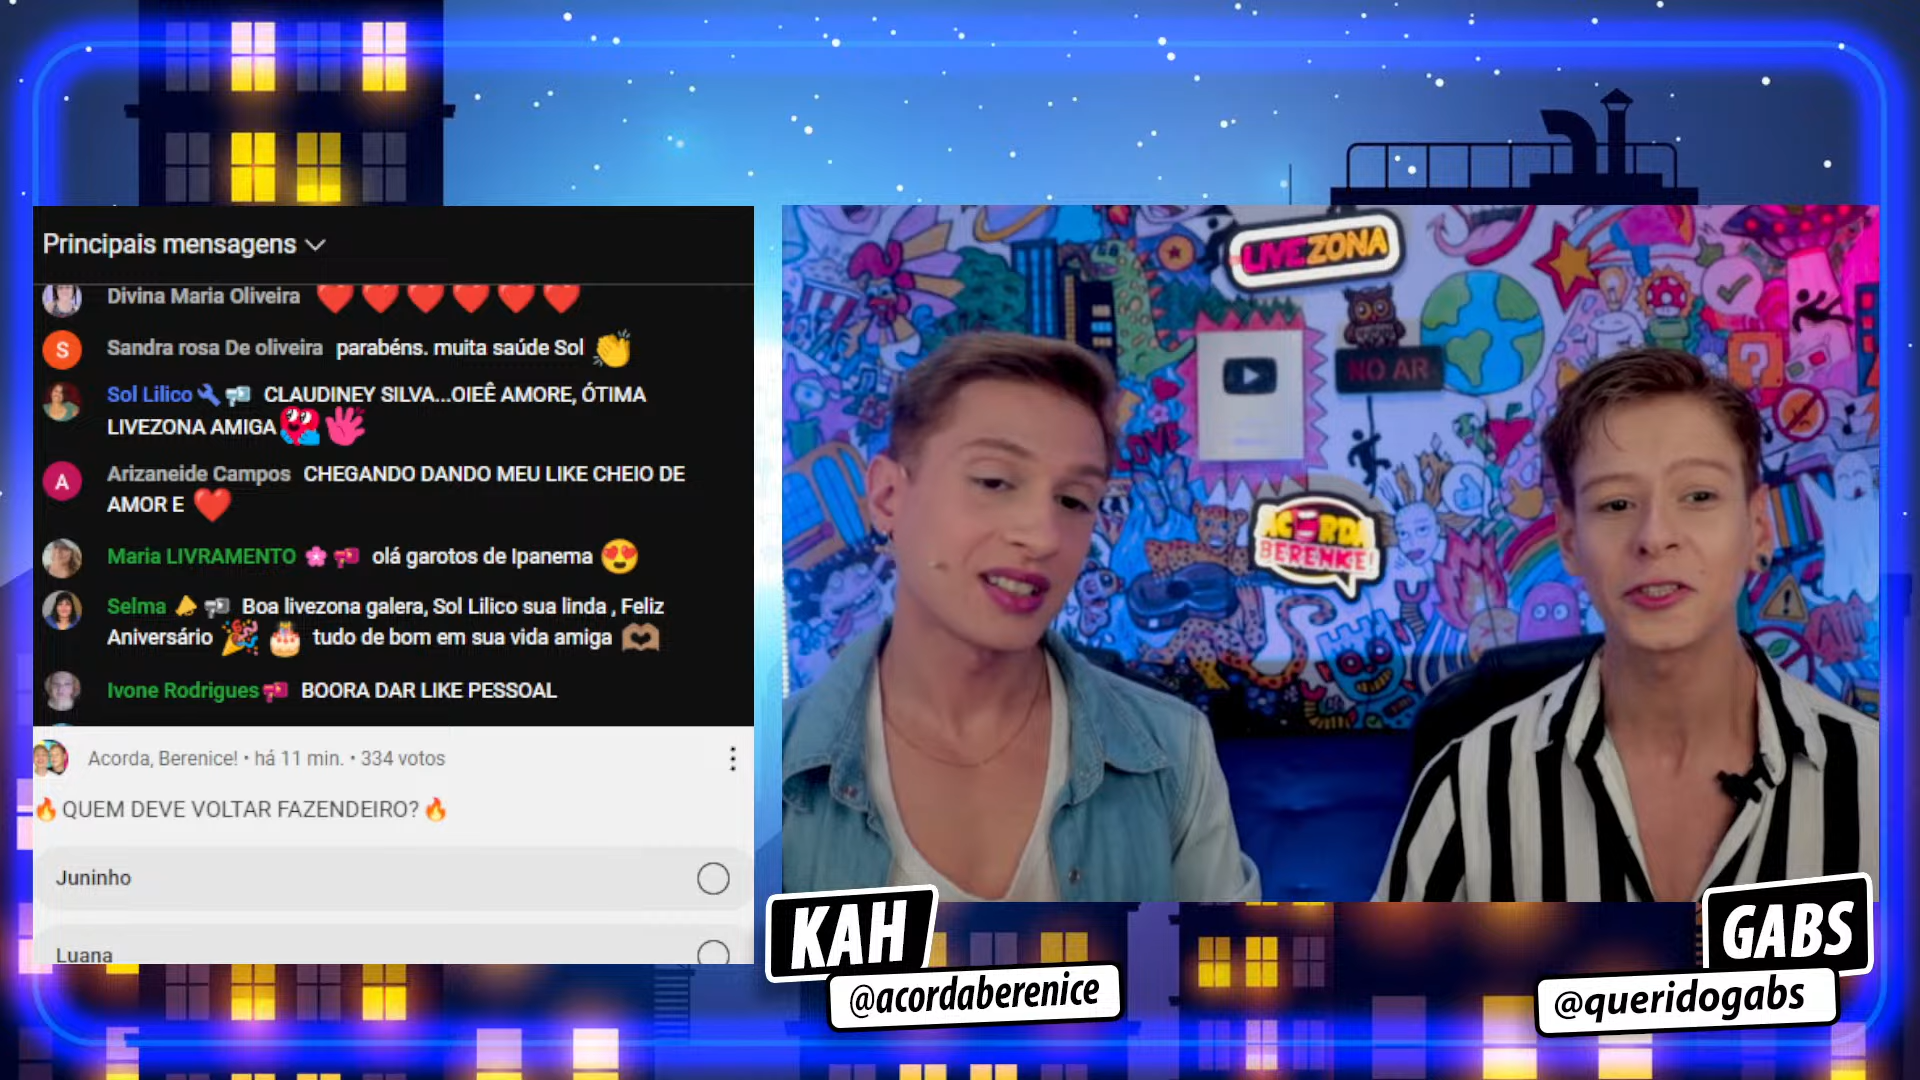 Principais mensagens
Divina Maria Oliveira ❤️❤️❤️❤️❤️❤️
S Sandra rosa De oliveira parabéns. muita saúde Sol 👏
Sol Lilico CLAUDINEY SILVA...OIEÊ AMORE, ÓTIMA
LIVEZONA AMIGA
A Arizaneide Campos CHEGANDO DANDO MEU LIKE CHEIO DE
AMOR E ❤️
Maria LIVRAMENTO olá garotos de Ipanema 😍
Selma Boa livezona galera, Sol Lilico sua linda , Feliz
Aniversário 🎉 🎂 tudo de bom em sua vida amiga 🫶🏽
Ivone Rodrigues BOORA DAR LIKE PESSOAL
Acorda, Berenice! • há 11 min. • 334 votos
🔥 QUEM DEVE VOLTAR FAZENDEIRO? 🔥
Juninho
Luana
LIVEZONA
NO AR
LOVE
ACORDA
BERENICE!
KAH
@acordaberenice
GABS
@queridogabs